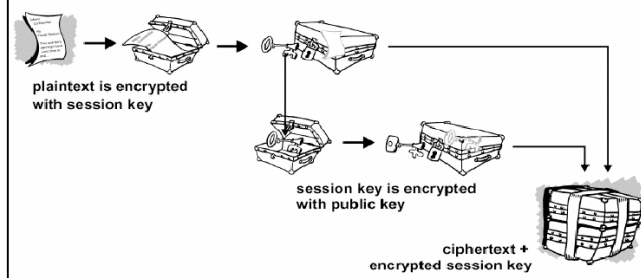 plaintext is encrypted
with session key
session key is encrypted
with public key
ciphertext +
encrypted session key